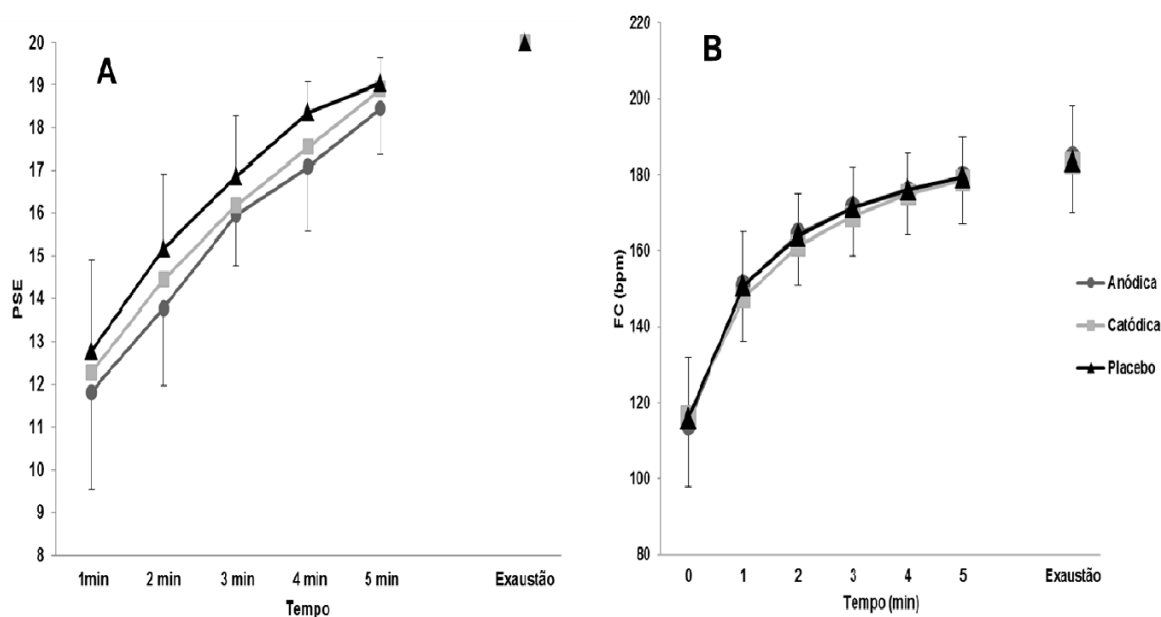 A
PSE
20
19
18
17
16
15
14
13
12
11
10
9
8
1min
2 min
3 min
4 min
5 min
Exaustão
Tempo
B
FC (bpm)
220
200
180
160
140
120
100
80
0
1
2
3
4
5
Exaustão
Tempo (min)
Anódica
Catódica
Placebo